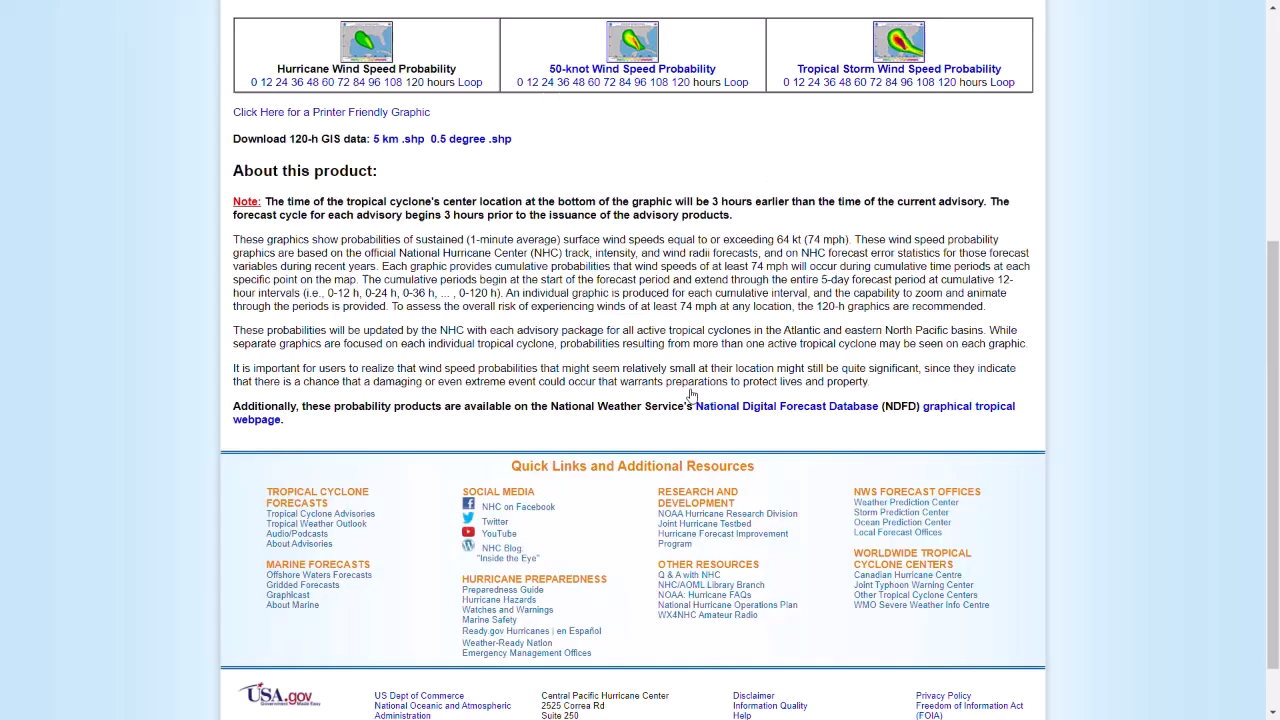 Hurricane Wind Speed Probability
0 12 24 36 48 60 72 84 96 108 120 hours Loop
50-knot Wind Speed Probability
0 12 24 36 48 60 72 84 96 108 120 hours Loop
Tropical Storm Wind Speed Probability
0 12 24 36 48 60 72 84 96 108 120 hours Loop
Click Here for a Printer Friendly Graphic
Download 120-h GIS data: 5 km .shp 0.5 degree .shp
About this product:
Note: The time of the tropical cyclone's center location at the bottom of the graphic will be 3 hours earlier than the time of the current advisory. The
forecast cycle for each advisory begins 3 hours prior to the issuance of the advisory products.
These graphics show probabilities of sustained (1-minute average) surface wind speeds equal to or exceeding 64 kt (74 mph). These wind speed probability
graphics are based on the official National Hurricane Center (NHC) track, intensity, and wind radii forecasts, and on NHC forecast error statistics for those forecast
variables during recent years. Each graphic provides cumulative probabilities that wind speeds of at least 74 mph will occur during cumulative time periods at each
specific point on the map. The cumulative periods begin at the start of the forecast period and extend through the entire 5-day forecast period at cumulative 12-
hour intervals (i.e., 0-12 h, 0-24 h, 0-36 h, ... , 0-120 h). An individual graphic is produced for each cumulative interval, and the capability to zoom and animate
through the periods is provided. To assess the overall risk of experiencing winds of at least 74 mph at any location, the 120-h graphics are recommended.
These probabilities will be updated by the NHC with each advisory package for all active tropical cyclones in the Atlantic and eastern North Pacific basins. While
separate graphics are focused on each individual tropical cyclone, probabilities resulting from more than one active tropical cyclone may be seen on each graphic.
It is important for users to realize that wind speed probabilities that might seem relatively small at their location might still be quite significant, since they indicate
that there is a chance that a damaging or even extreme event could occur that warrants preparations to protect lives and property.
Additionally, these probability products are available on the National Weather Service's National Digital Forecast Database (NDFD) graphical tropical
webpage.
Quick Links and Additional Resources
TROPICAL CYCLONE
FORECASTS
Tropical Cyclone Advisories
Tropical Weather Outlook
Audio/Podcasts
About Advisories
MARINE FORECASTS
Offshore Waters Forecasts
Gridded Forecasts
Graphicast
About Marine
SOCIAL MEDIA
NHC on Facebook
Twitter
YouTube
NHC Blog:
"Inside the Eye"
HURRICANE PREPAREDNESS
Preparedness Guide
Hurricane Hazards
Watches and Warnings
Marine Safety
Ready.gov Hurricanes | en Español
Weather-Ready Nation
Emergency Management Offices
RESEARCH AND
DEVELOPMENT
NOAA Hurricane Research Division
Joint Hurricane Testbed
Hurricane Forecast Improvement
Program
OTHER RESOURCES
Q & A with NHC
NHC/AOML Library Branch
NOAA: Hurricane FAQs
National Hurricane Operations Plan
WX4NHC Amateur Radio
NWS FORECAST OFFICES
Weather Prediction Center
Storm Prediction Center
Ocean Prediction Center
Local Forecast Offices
WORLDWIDE TROPICAL
CYCLONE CENTERS
Canadian Hurricane Centre
Joint Typhoon Warning Center
Other Tropical Cyclone Centers
WMO Severe Weather Info Centre
USA.gov
Government Made Easy
US Dept of Commerce
National Oceanic and Atmospheric
Administration
Central Pacific Hurricane Center
2525 Correa Rd
Suite 250
Disclaimer
Information Quality
Help
Privacy Policy
Freedom of Information Act
(FOIA)